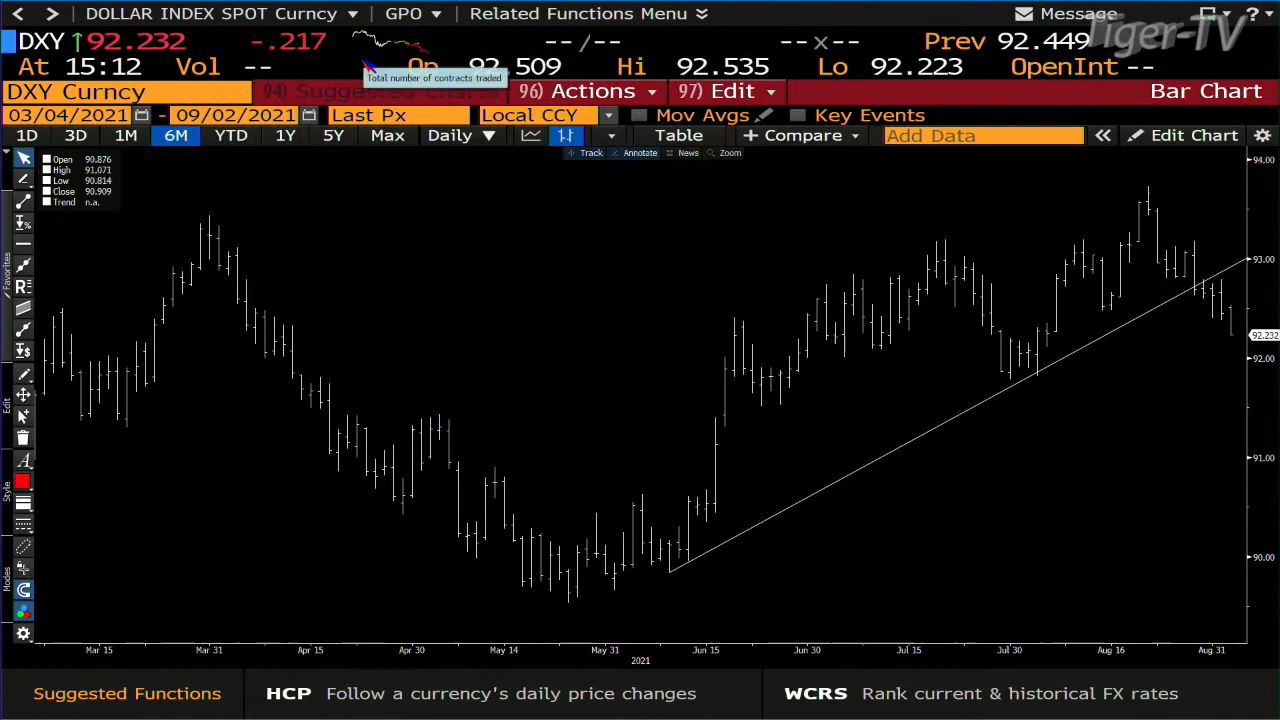 DOLLAR INDEX SPOT Curncy GPO Related Functions Menu Message ?
Tiger-TV
DXY 92.232 -.217 --/-- --x-- Prev 92.449
At 15:12 Vol Op 92.509 Hi 92.535 Lo 92.223 OpenInt --
Total number of contracts traded
DXY Curncy 94) 96) Actions 97) Edit Bar Chart
03/04/2021 - 09/02/2021 Last Px Local CCY Mov Avgs Key Events
1D 3D 1M 6M YTD 1Y 5Y Max Daily Table + Compare Add Data Edit Chart
Track Annotate News Zoom
Open 90.876
High 91.071
Low 90.814
Close 90.909
Trend n.a.
Favorites
Edit
Style
Modes
94.00
93.00
92.232
92.00
91.00
90.00
Mar 15 Mar 31 Apr 15 Apr 30 May 14 May 31 Jun 15 Jun 30 Jul 15 Jul 30 Aug 16 Aug 31
2021
Suggested Functions HCP Follow a currency's daily price changes WCRS Rank current & historical FX rates